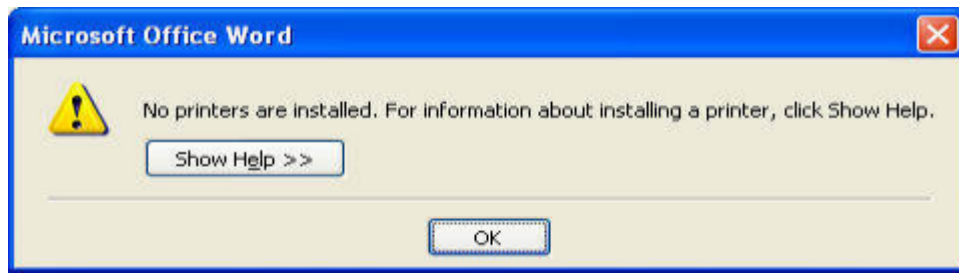 Microsoft Office Word
No printers are installed. For information about installing a printer, click Show Help.
Show Help >>
OK